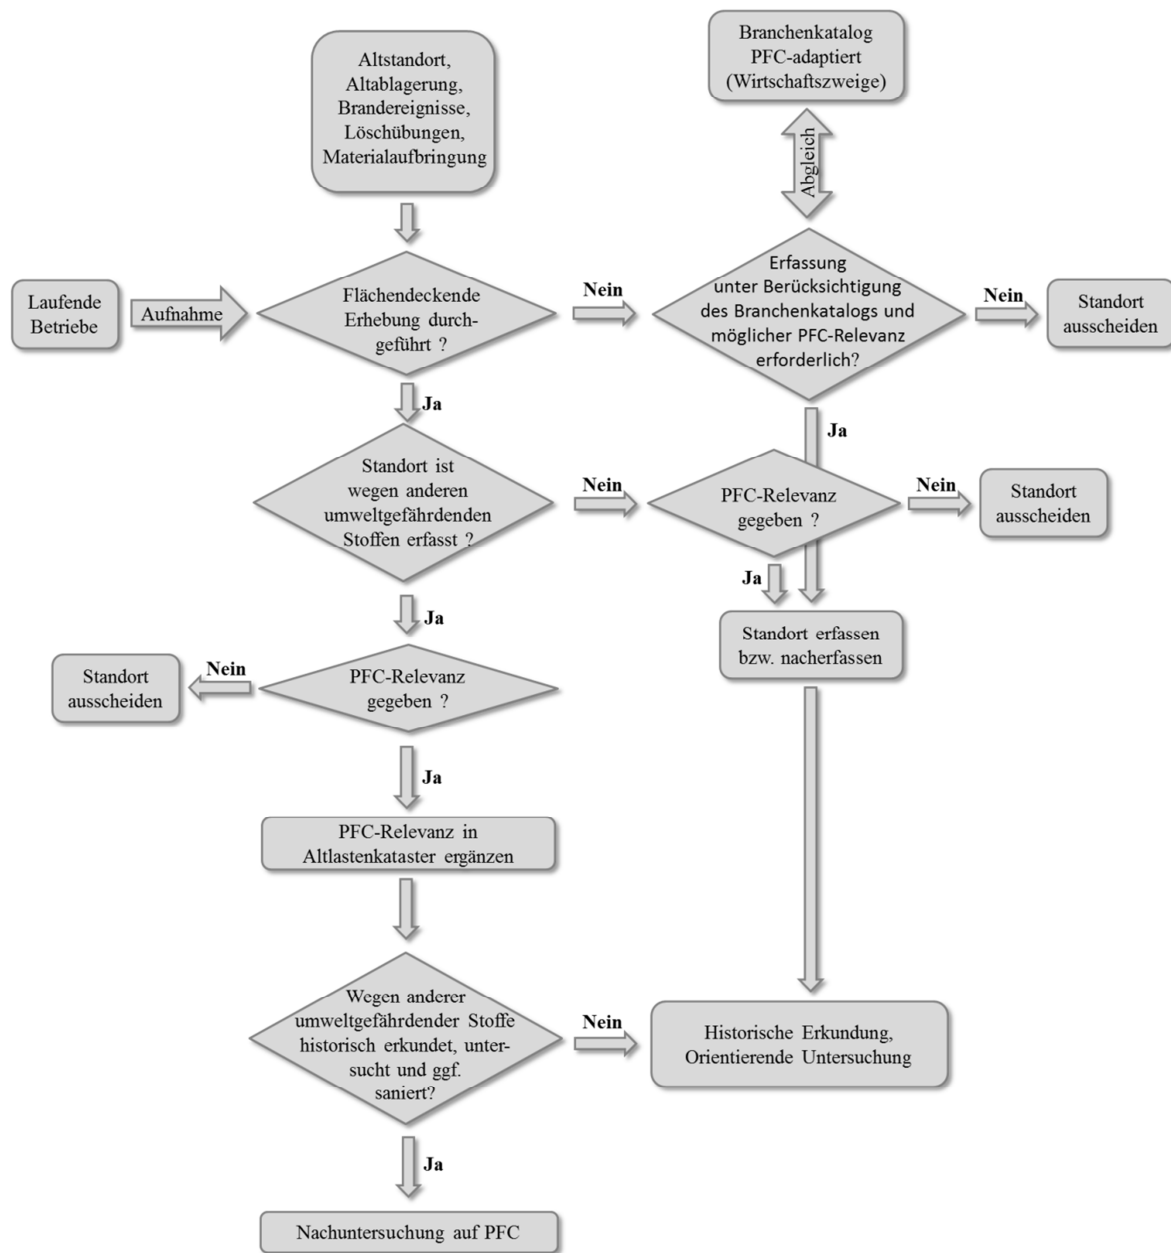 Altstandort,
Altablagerung,
Brandereignisse,
Löschübungen,
Materialaufbringung
Branchenkatalog
PFC-adaptiert
(Wirtschaftszweige)
Abgleich
Laufende
Betriebe
Aufnahme
Flächendeckende
Erhebung durch-
geführt ?
Nein
Erfassung
unter Berücksichtigung
des Branchenkatalogs und
möglicher PFC-Relevanz
erforderlich?
Nein
Standort
ausscheiden
Ja
Ja
Standort ist
wegen anderen
umweltgefährdenden
Stoffen erfasst ?
Nein
PFC-Relevanz
gegeben ?
Nein
Standort
ausscheiden
Ja
Ja
Standort erfassen
bzw. nacherfassen
PFC-Relevanz
gegeben ?
Nein
Standort
ausscheiden
Ja
PFC-Relevanz in
Altlastenkataster ergänzen
Wegen anderer
umweltgefährdender Stoffe
historisch erkundet, unter-
sucht und ggf.
saniert?
Nein
Historische Erkundung,
Orientierende Untersuchung
Ja
Nachuntersuchung auf PFC